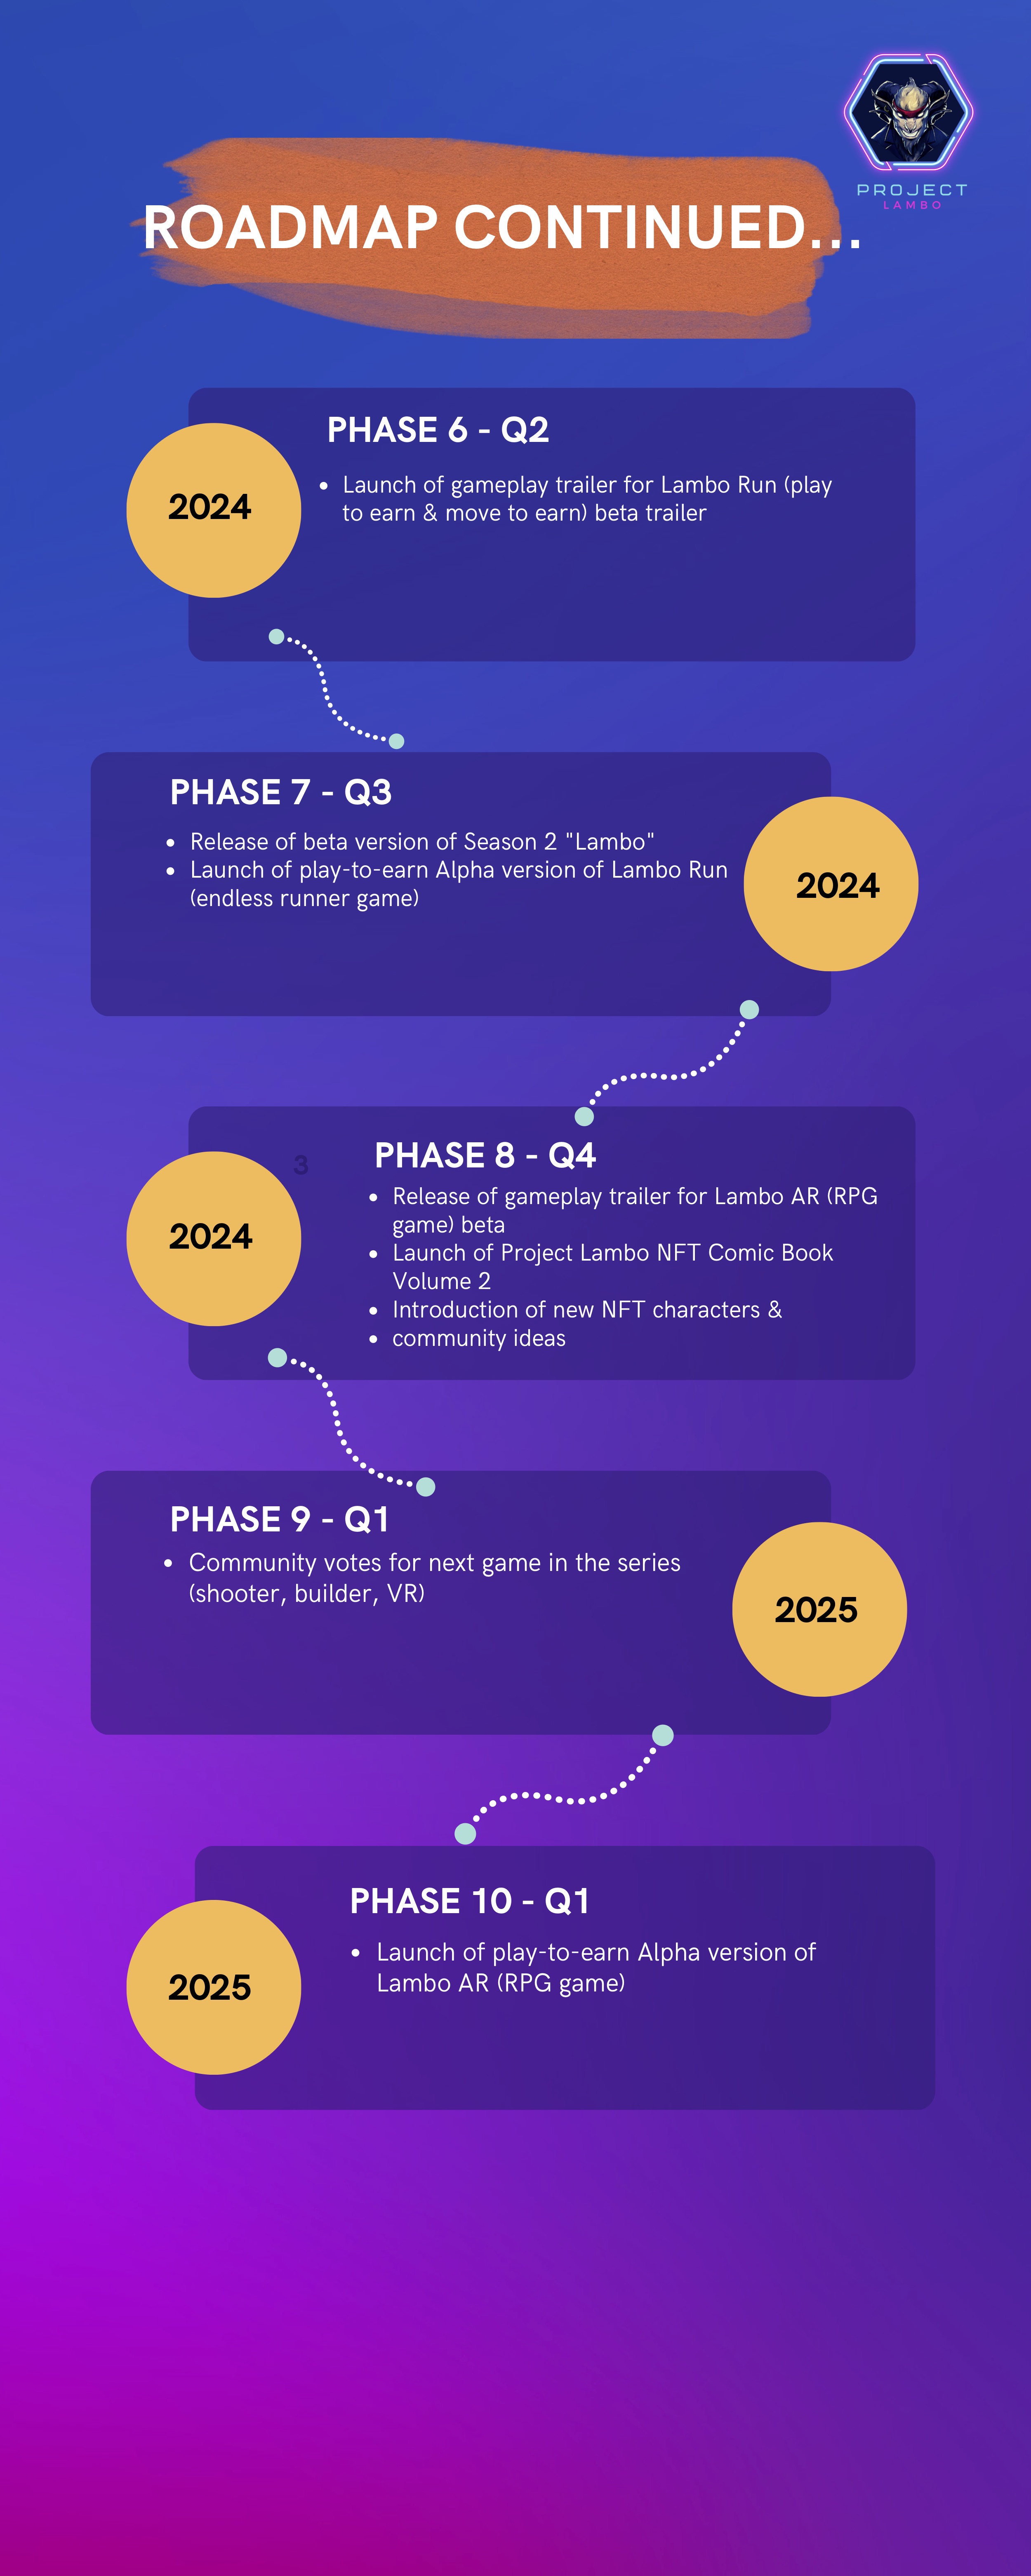 PROJECT
LAMBO
ROADMAP CONTINUED...
PHASE 6 - Q2
2024
• Launch of gameplay trailer for Lambo Run (play
to earn & move to earn) beta trailer
PHASE 7 - Q3
• Release of beta version of Season 2 "Lambo"
• Launch of play-to-earn Alpha version of Lambo Run
(endless runner game)
2024
3
PHASE 8 - Q4
2024
• Release of gameplay trailer for Lambo AR (RPG
game) beta
• Launch of Project Lambo NFT Comic Book
Volume 2
• Introduction of new NFT characters &
• community ideas
PHASE 9 - Q1
• Community votes for next game in the series
(shooter, builder, VR)
2025
PHASE 10 - Q1
2025
• Launch of play-to-earn Alpha version of
Lambo AR (RPG game)